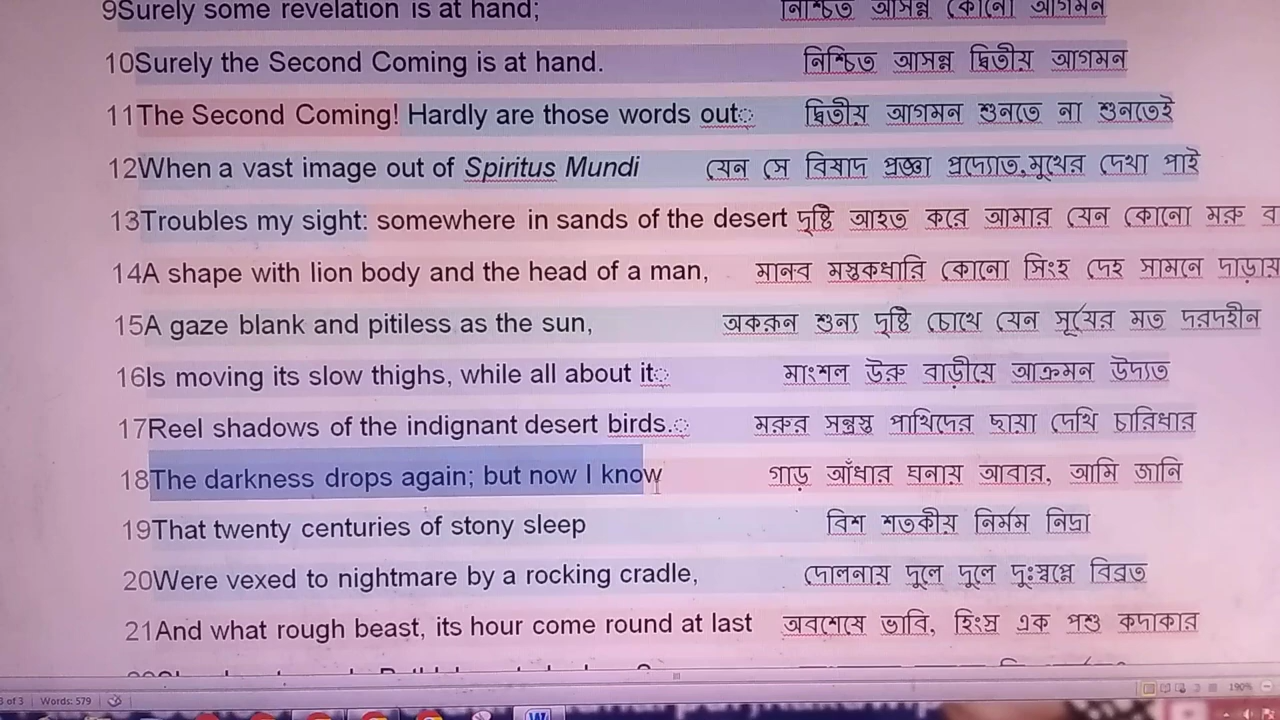 9Surely some revelation is at hand; নিশ্চিত আসন্ন কোনো আগমন
10Surely the Second Coming is at hand. নিশ্চিত আসন্ন দ্বিতীয় আগমন
11The Second Coming! Hardly are those words out দ্বিতীয় আগমন শুনতে না শুনতেই
12When a vast image out of Spiritus Mundi যেন সে বিষাদ প্রজ্ঞা প্রদ্যোত,মূখের দেখা পাই
13Troubles my sight: somewhere in sands of the desert দৃষ্টি আহত করে আমার যেন কোনো মরু
14A shape with lion body and the head of a man, মানব মস্তকধারি কোনো সিংহ দেহ সামনে দাড়ায়
15A gaze blank and pitiless as the sun, অকরুন শুন্য দৃষ্টি চোখে যেন সূর্যের মত দরদহীন
16Is moving its slow thighs, while all about it মাংশল উরু বাড়ীয়ে আক্রমন উদ্যত
17Reel shadows of the indignant desert birds. মরুর সন্ত্রস্ত পাখিদের ছায়া দেখি চারিধার
18The darkness drops again; but now I know গাড় আঁধার ঘনায় আবার, আমি জানি
19That twenty centuries of stony sleep বিশ শতকীয় নির্মম নিদ্রা
20Were vexed to nightmare by a rocking cradle, দোলনায় দুলে দুলে দুঃস্বপ্নে বিব্রত
21And what rough beast, its hour come round at last অবশেষে ভাবি, হিংস্র এক পশু কদাকার
3 of 3 Words: 579 190%